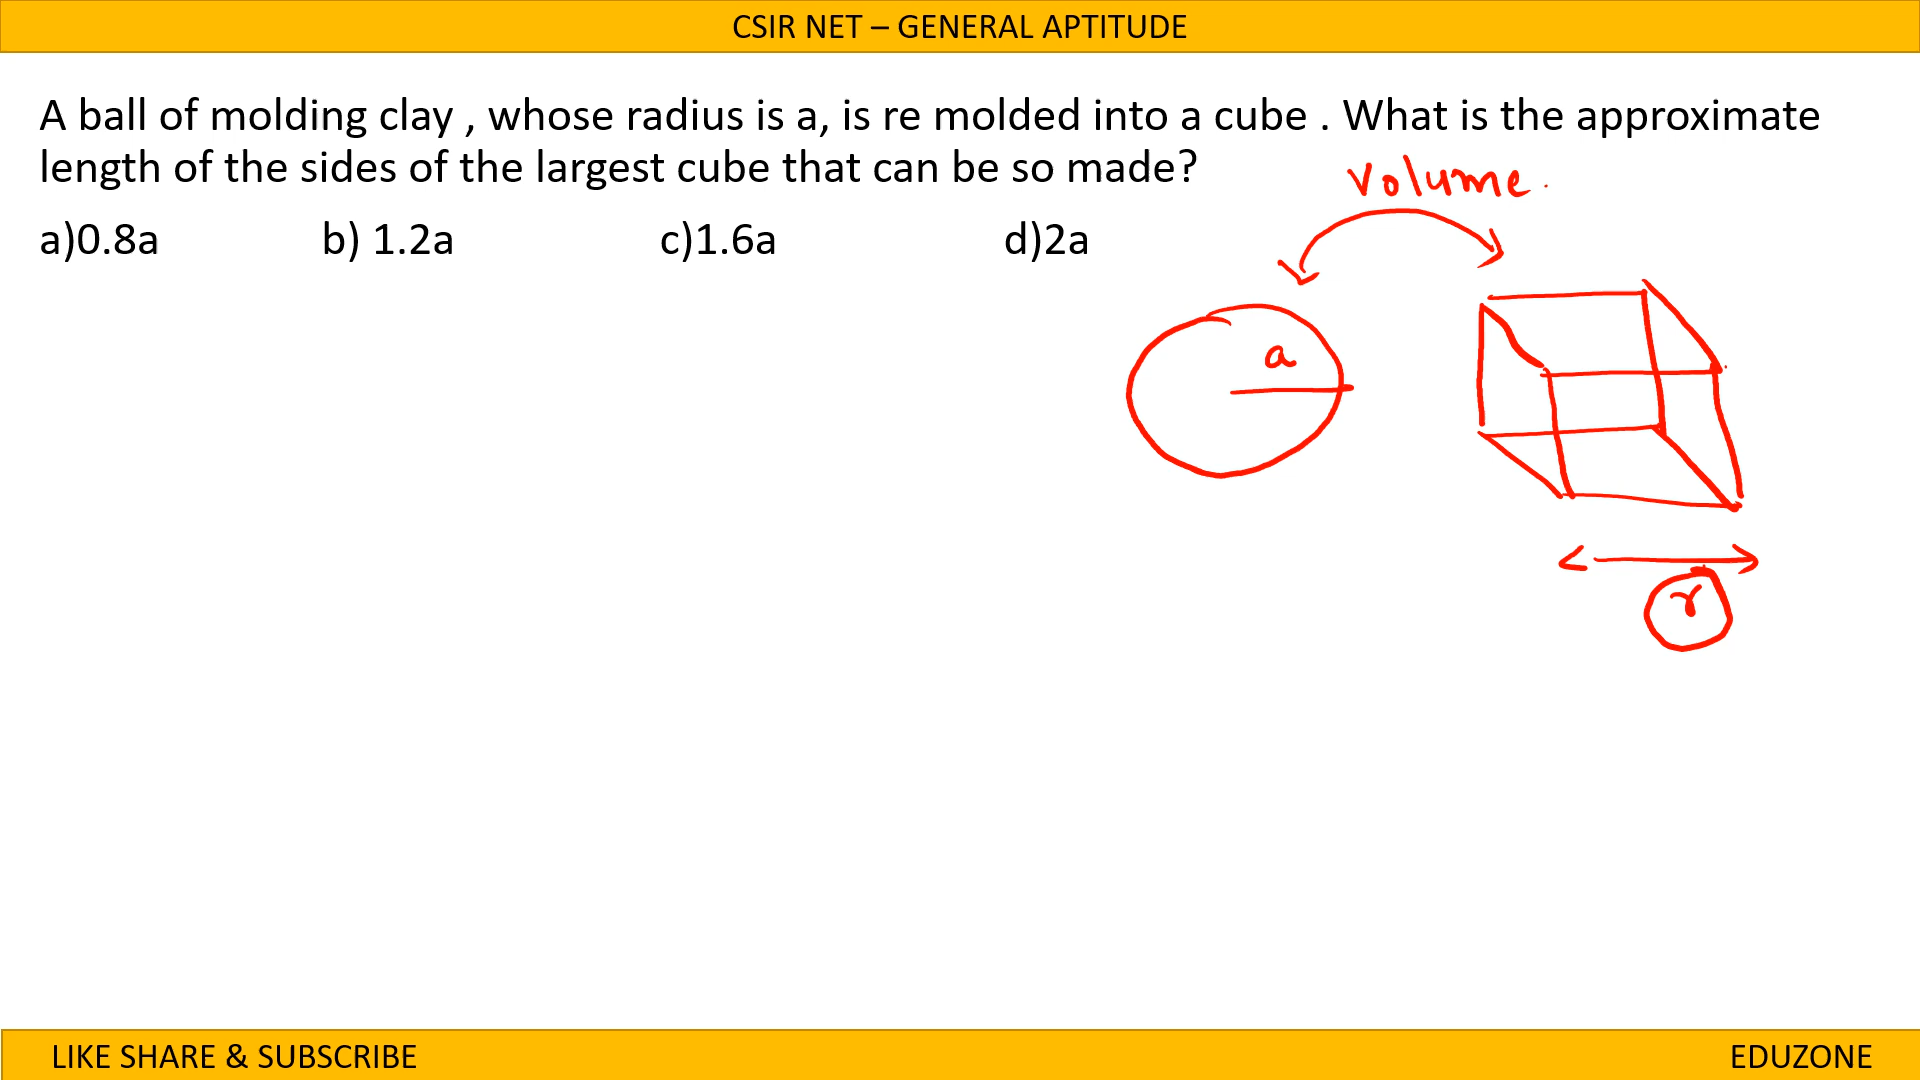 CSIR NET – GENERAL APTITUDE
A ball of molding clay , whose radius is a, is re molded into a cube . What is the approximate
length of the sides of the largest cube that can be so made?
volume.
a)0.8a b) 1.2a c)1.6a d)2a
a
r
LIKE SHARE & SUBSCRIBE EDUZONE